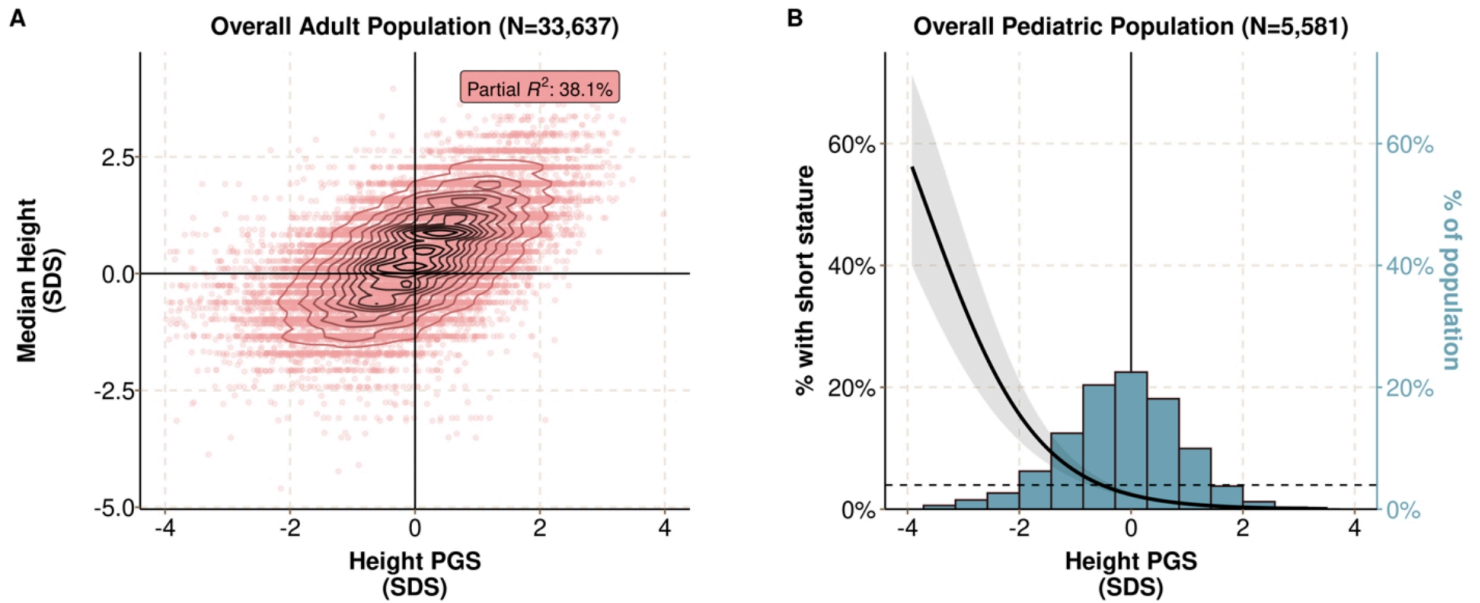 A
Overall Adult Population (N=33,637)
Partial R²: 38.1%
2.5
0.0
-2.5
-5.0
Median Height
(SDS)
-4
-2
0
2
4
Height PGS
(SDS)
B
Overall Pediatric Population (N=5,581)
60%
40%
20%
0%
% with short stature
60%
40%
20%
0%
% of population
-4
-2
0
2
4
Height PGS
(SDS)